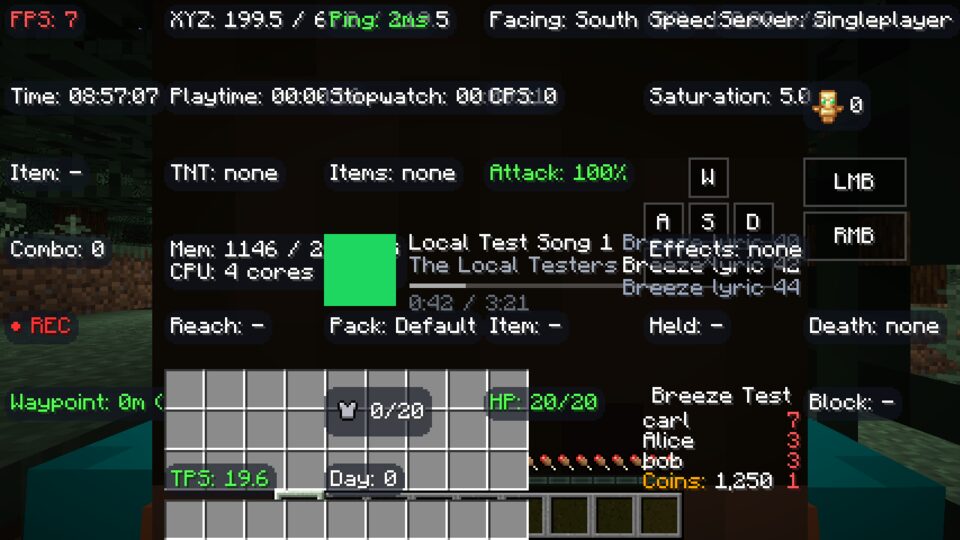 FPS: 7
XYZ: 199.5 / 6
Ping: 2ms
.5
Facing: South
Speed
Server: Singleplayer
Time: 08:57:07
Playtime: 00:00
Stopwatch: 00:
CPS: 0
Saturation: 5.0
0
Item: -
TNT: none
Items: none
Attack: 100%
W
LMB
A S D
RMB
Combo: 0
Mem: 1146 / 2
CPU: 4 cores
Local Test Song 1
The Local Testers
0:42 / 3:21
Breeze lyric
Effects: none
Breeze lyric
Breeze lyric 44
REC
Reach: -
Pack: Default
Item: -
Held: -
Death: none
Waypoint: 0m (
0/20
HP: 20/20
Breeze Test
carl 7
Alice 3
bob 3
Coins: 1,250 1
Block: -
TPS: 19.6
Day: 0